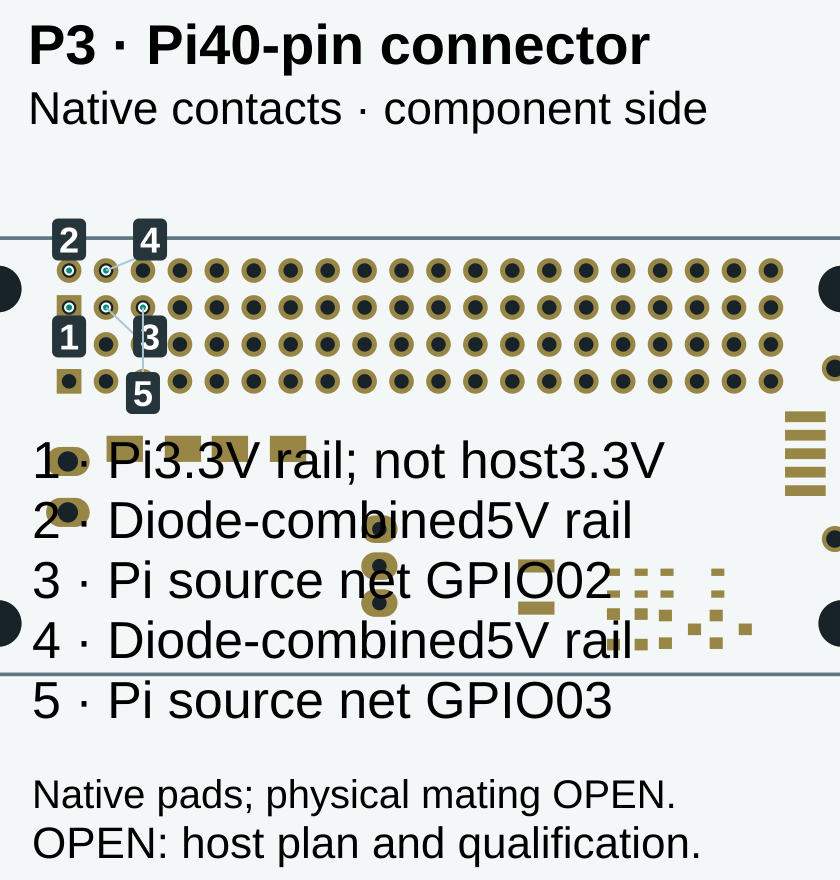 P3 · Pi40-pin connector
Native contacts · component side
2 4
1 3
5
1 · Pi3.3V rail; not host3.3V
2 · Diode-combined5V rail
3 · Pi source net GPIO02
4 · Diode-combined5V rail
5 · Pi source net GPIO03
Native pads; physical mating OPEN.
OPEN: host plan and qualification.